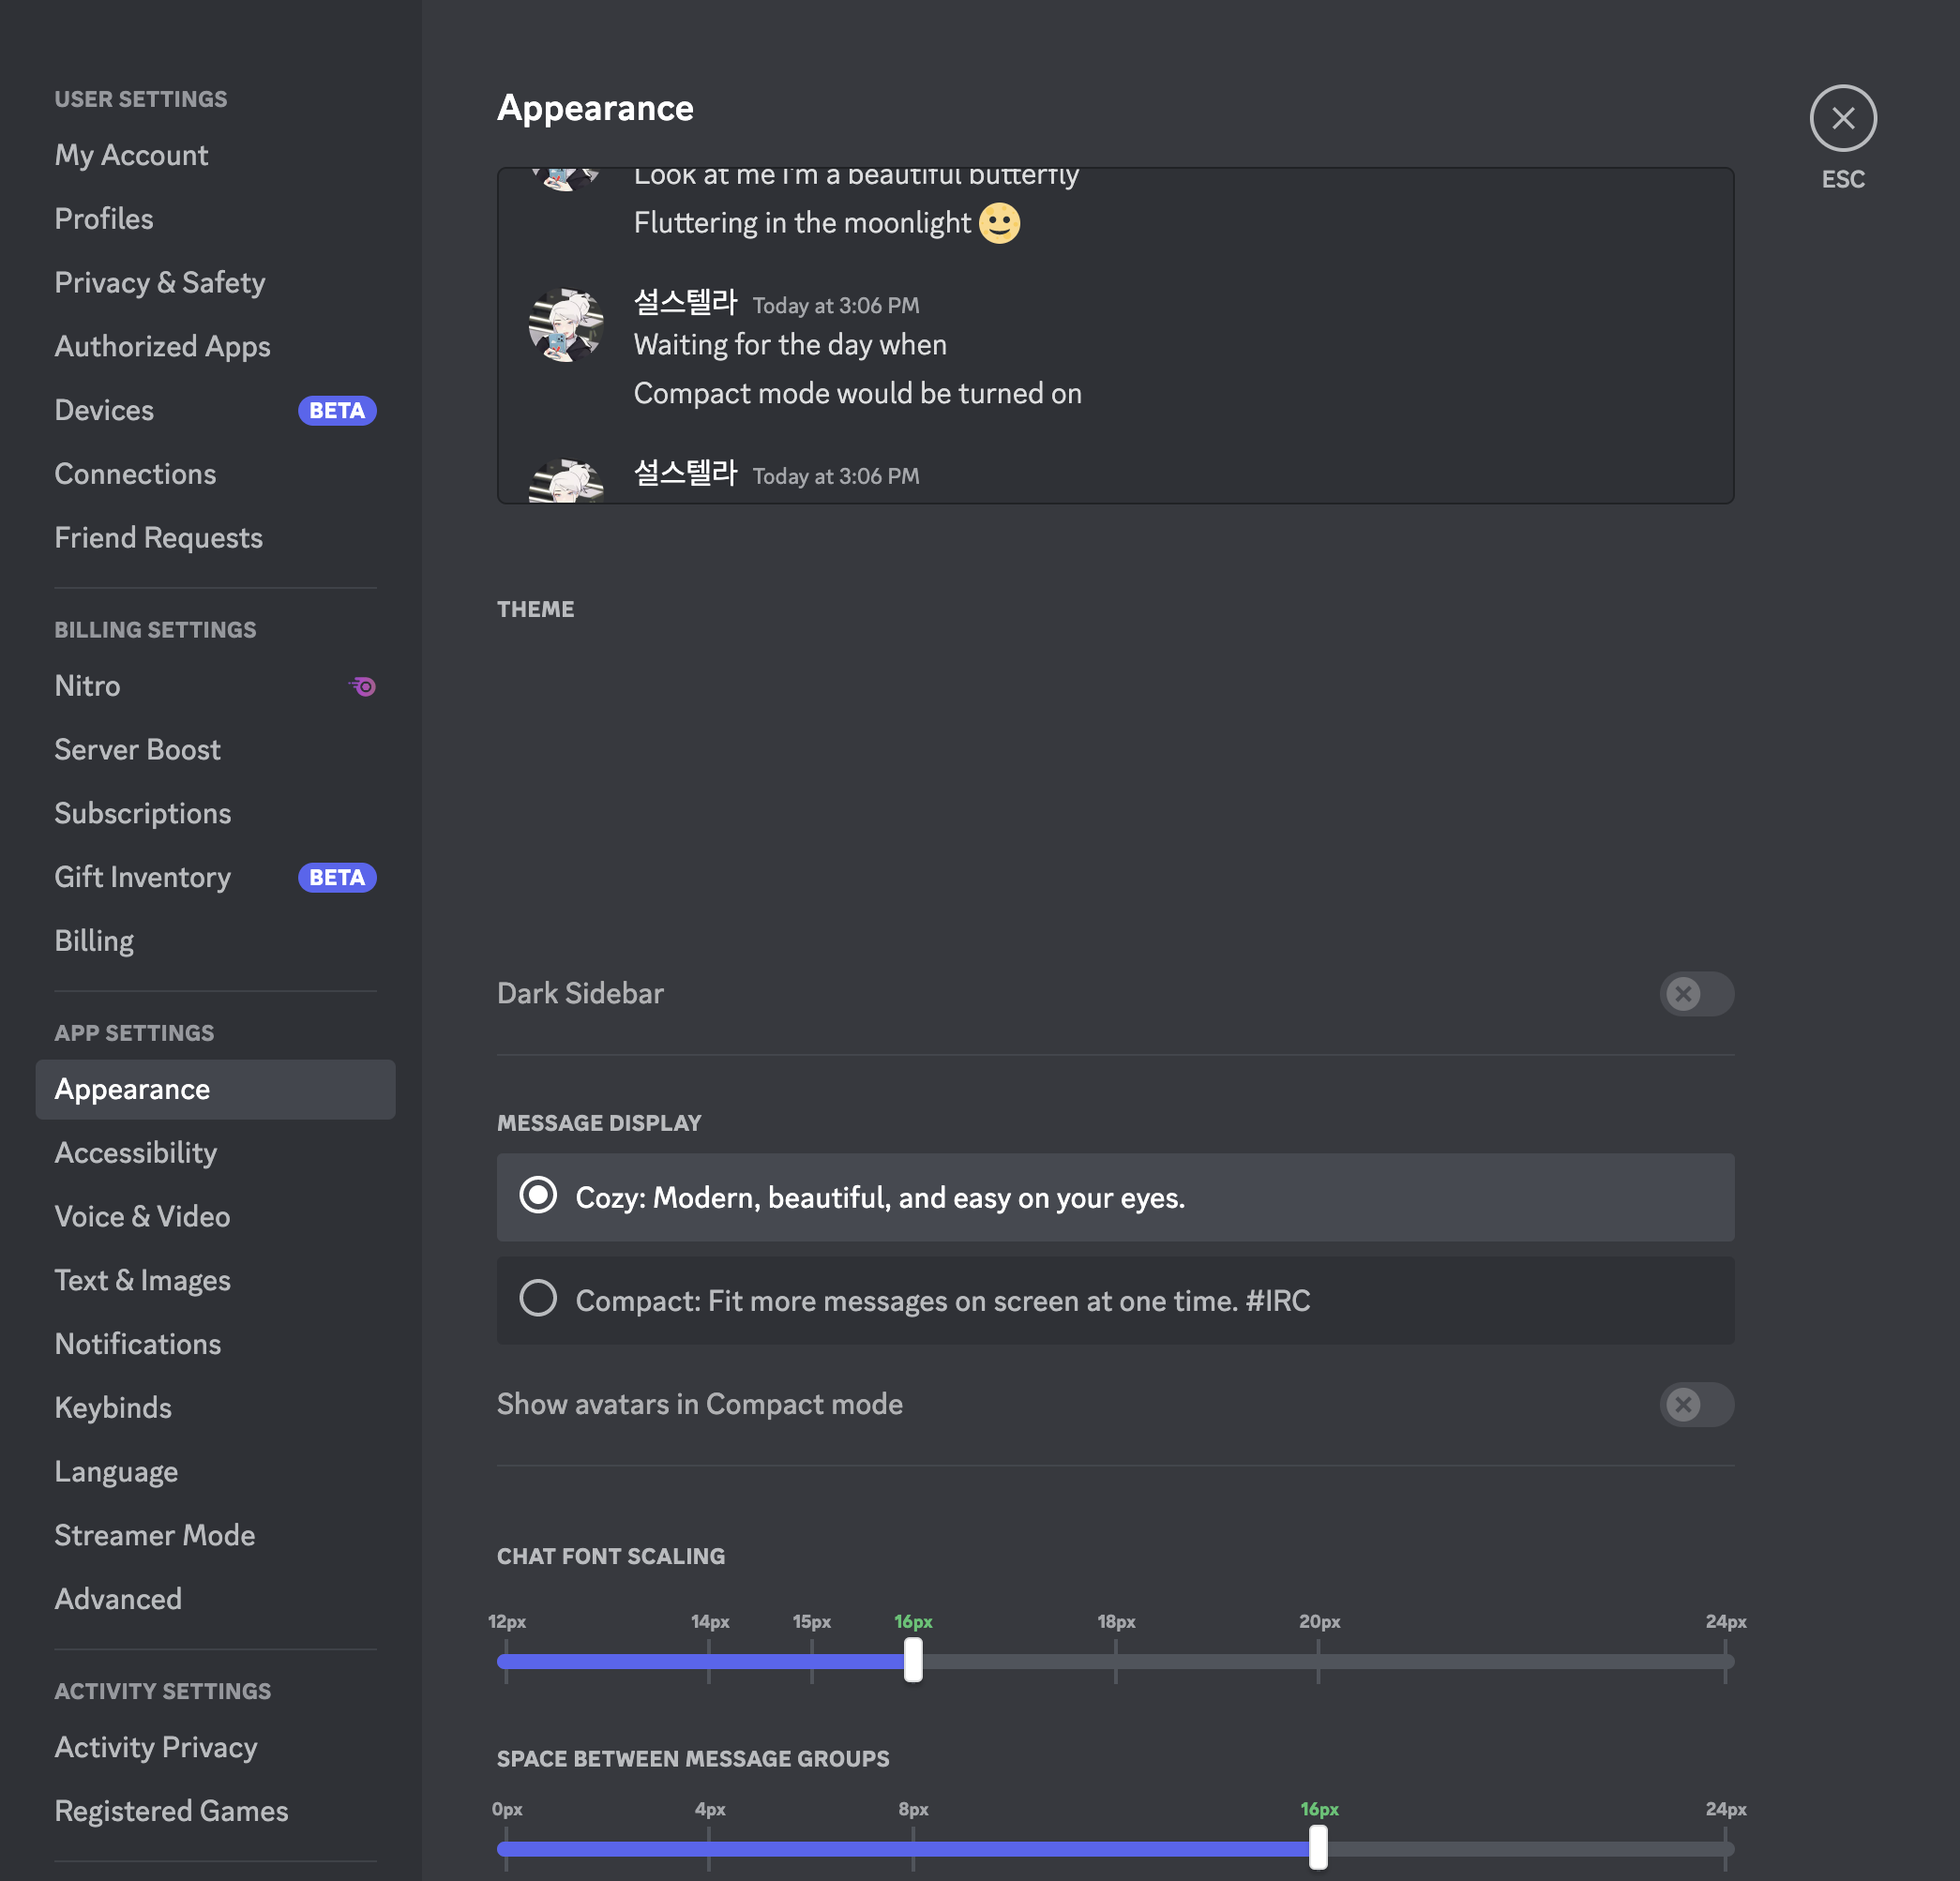 USER SETTINGS
My Account
Profiles
Privacy & Safety
Authorized Apps
Devices BETA
Connections
Friend Requests
BILLING SETTINGS
Nitro
Server Boost
Subscriptions
Gift Inventory BETA
Billing
APP SETTINGS
Appearance
Accessibility
Voice & Video
Text & Images
Notifications
Keybinds
Language
Streamer Mode
Advanced
ACTIVITY SETTINGS
Activity Privacy
Registered Games
Appearance
ESC
Look at me I'm a beautiful butterfly
Fluttering in the moonlight
설스텔라 Today at 3:06 PM
Waiting for the day when
Compact mode would be turned on
설스텔라 Today at 3:06 PM
THEME
Dark Sidebar
MESSAGE DISPLAY
Cozy: Modern, beautiful, and easy on your eyes.
Compact: Fit more messages on screen at one time. #IRC
Show avatars in Compact mode
CHAT FONT SCALING
12px 14px 15px 16px 18px 20px 24px
SPACE BETWEEN MESSAGE GROUPS
0px 4px 8px 16px 24px